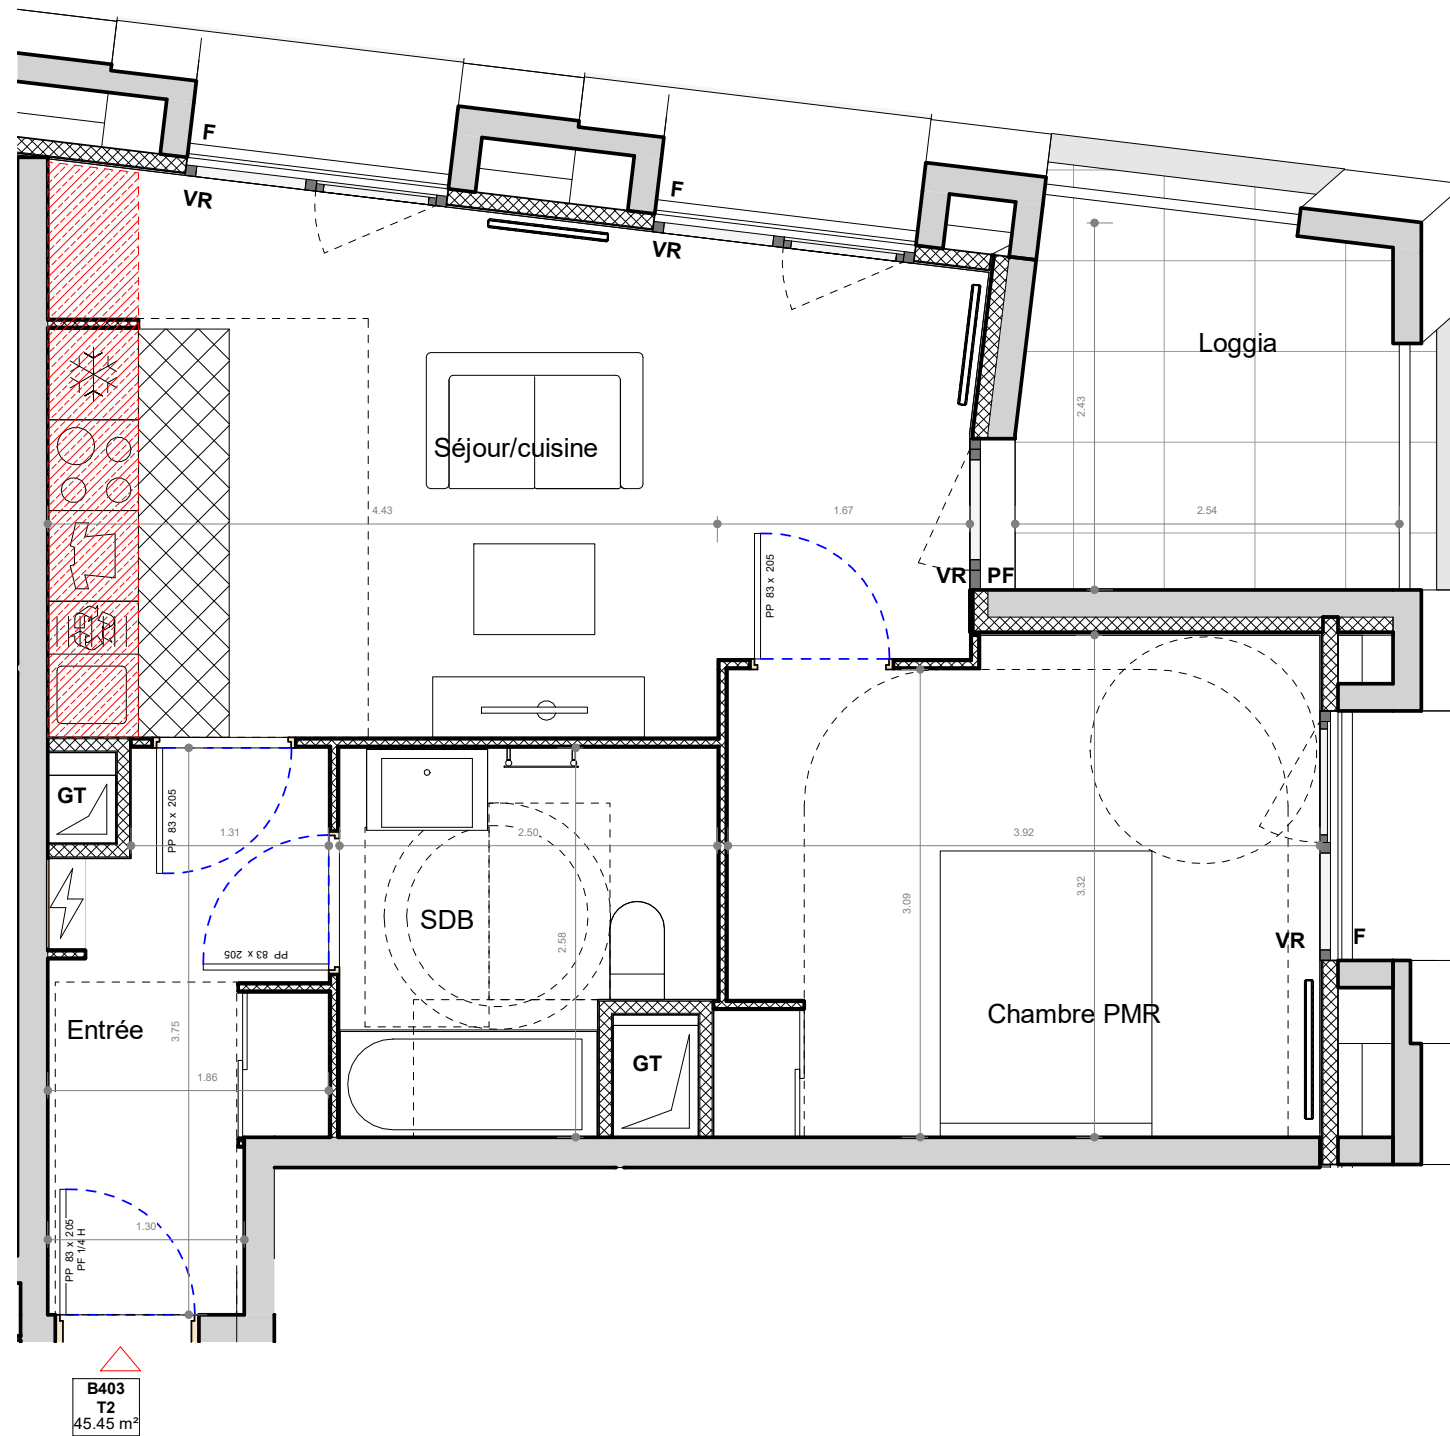 F
VR
F
VR
Loggia
2.43
Séjour/cuisine
4.43
1.67
2.54
PP 83 x 205
VR PF
GT
PP 83 x 205
1.31
2.50
3.92
3.32
3.09
SDB
2.58
VR F
PP 83 x 205
Chambre PMR
Entrée
3.75
GT
1.86
1.30
PP 83 x 205
PF 1/4 H
B403
T2
45.45 m²